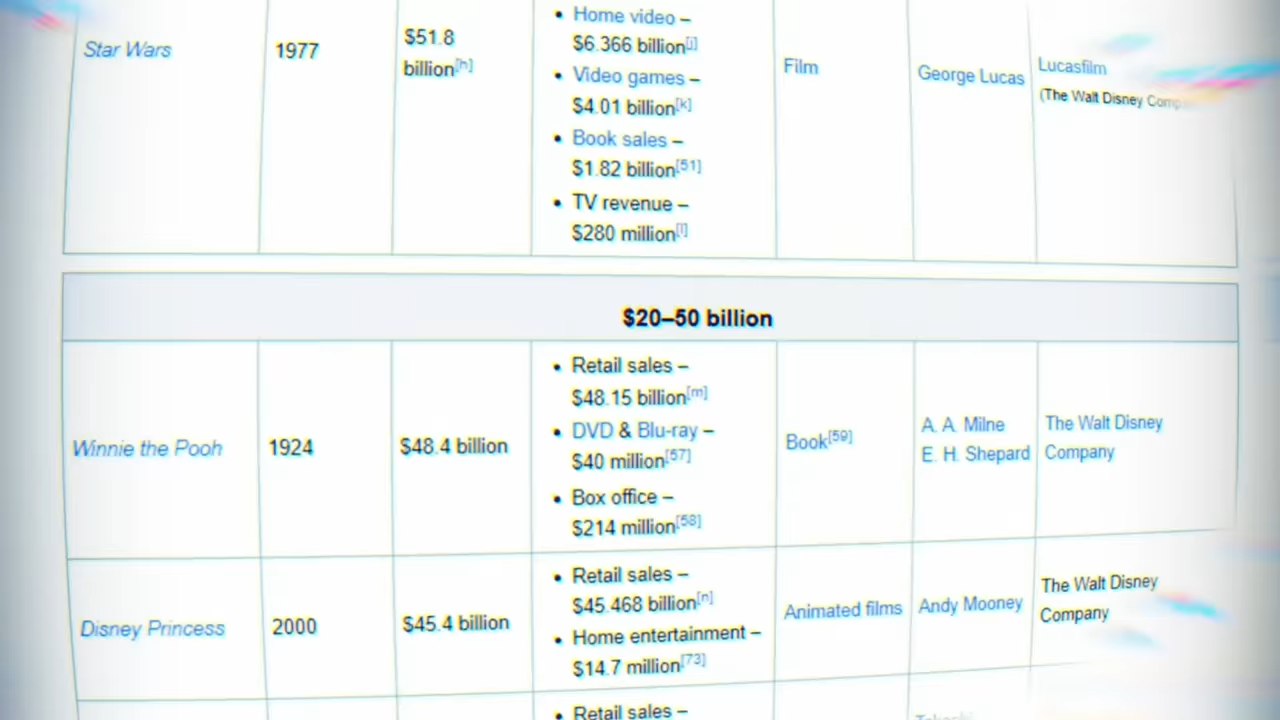 Star Wars
1977
$51.8
billion[h]
• Home video –
$6.366 billion[j]
• Video games –
$4.01 billion[k]
• Book sales –
$1.82 billion[51]
• TV revenue –
$280 million[l]
Film
George Lucas
Lucasfilm
(The Walt Disney
$20–50 billion
Winnie the Pooh
1924
$48.4 billion
• Retail sales –
$48.15 billion[m]
• DVD & Blu-ray –
$40 million[57]
• Box office –
$214 million[58]
Book[59]
A. A. Milne
E. H. Shepard
The Walt Disney
Company
Disney Princess
2000
$45.4 billion
• Retail sales –
$45.468 billion[n]
• Home entertainment –
$14.7 million[73]
Animated films
Andy Mooney
The Walt Disney
Company
• Retail sales –